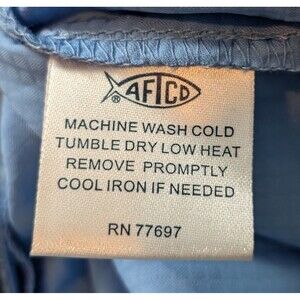 AFTCO
®
MACHINE WASH COLD
TUMBLE DRY LOW HEAT
REMOVE PROMPTLY
COOL IRON IF NEEDED
RN 77697